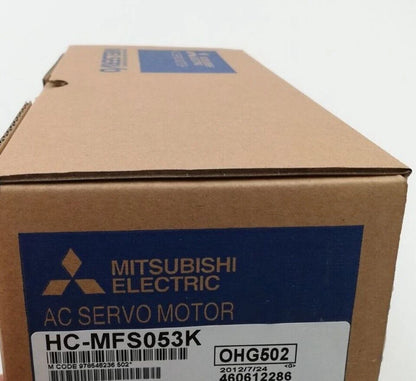 MITSUBISHI
ELECTRIC
AC SERVO MOTOR
HC-MFS053K
OHG502
2012/7/24
460612286